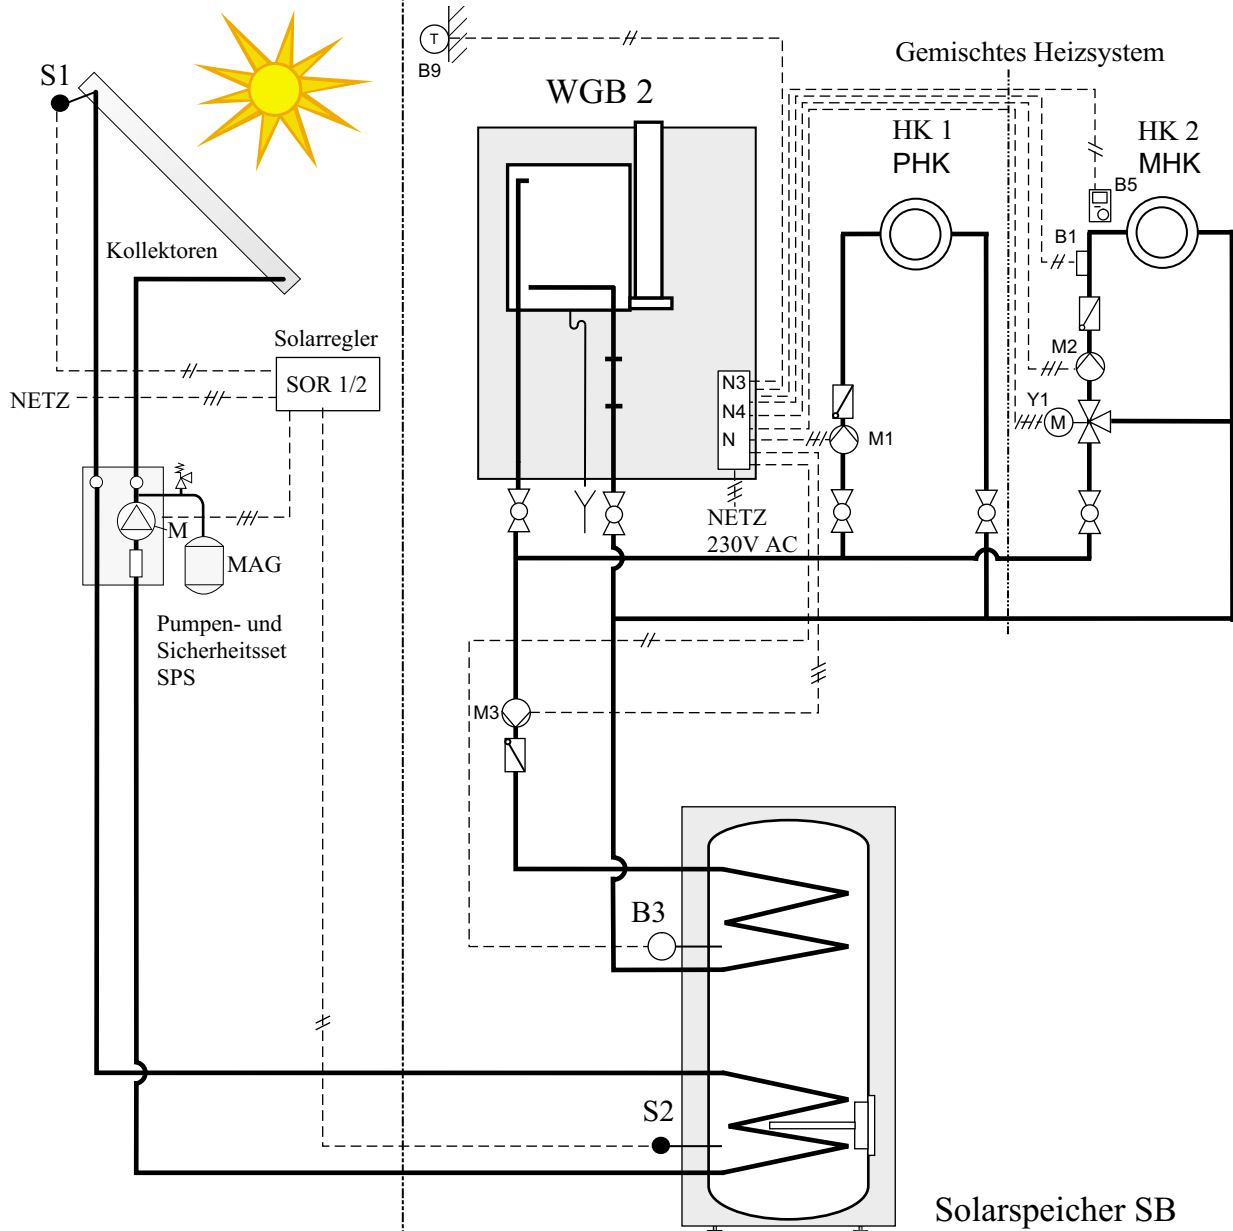 T
B9
S1
WGB 2
Gemischtes Heizsystem
HK 1
PHK
HK 2
MHK
B5
B1
Kollektoren
Solarregler
SOR 1/2
NETZ
N3
N4
N
M2
Y1
M
M1
M
MAG
NETZ
230V AC
Pumpen- und
Sicherheitsset
SPS
M3
B3
S2
Solarspeicher SB